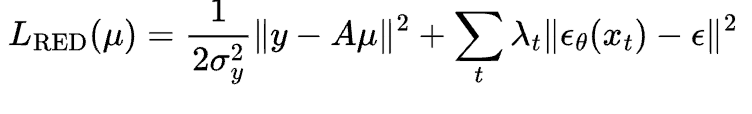 L_RED(μ) = 1/(2σ_y^2) ‖y − Aμ‖^2 + ∑_t λ_t‖ϵ_θ(x_t) − ϵ‖^2